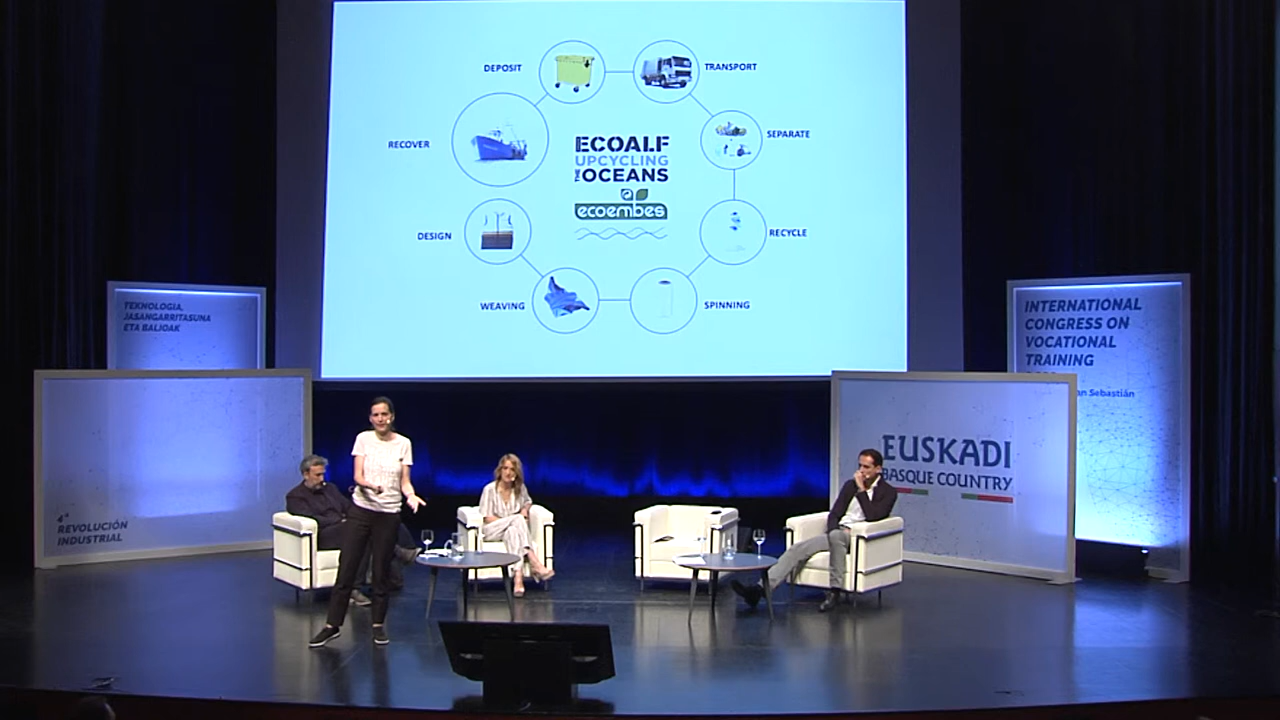 DEPOSIT
TRANSPORT
RECOVER
SEPARATE
ECOALF
UPCYCLING
THE OCEANS
ecoembes
DESIGN
RECYCLE
WEAVING
SPINNING
TEKNOLOGIA,
JASANGARRITASUNA
ETA BALIOAK
INTERNATIONAL
CONGRESS ON
VOCATIONAL
TRAINING
an Sebastián
EUSKADI
BASQUE COUNTRY
4ª
REVOLUCIÓN
INDUSTRIAL